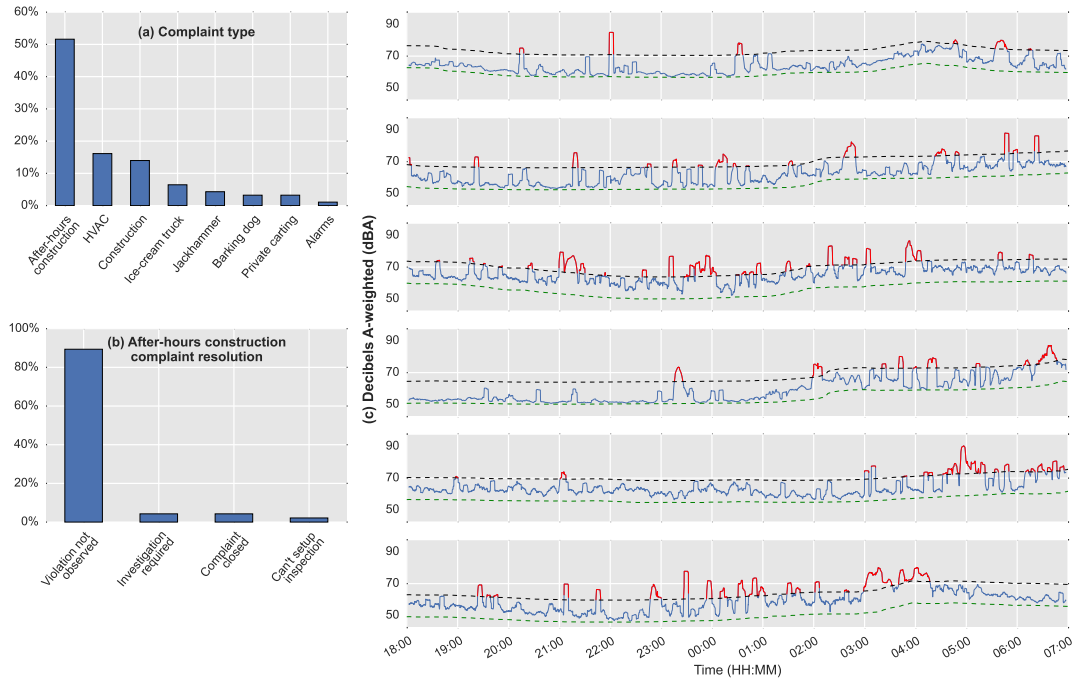 (a) Complaint type
60%
50%
40%
30%
20%
10%
0%
After-hours
construction
HVAC
Construction
Ice-cream truck
Jackhammer
Barking dog
Private carting
Alarms
(b) After-hours construction
complaint resolution
100%
80%
60%
40%
20%
0%
Violation not
observed
Investigation
required
Complaint
closed
Can't setup
inspection
(c) Decibels A-weighted (dBA)
90
70
50
90
70
50
90
70
50
90
70
50
90
70
50
90
70
50
18:00
19:00
20:00
21:00
22:00
23:00
00:00
01:00
02:00
03:00
04:00
05:00
06:00
07:00
Time (HH:MM)